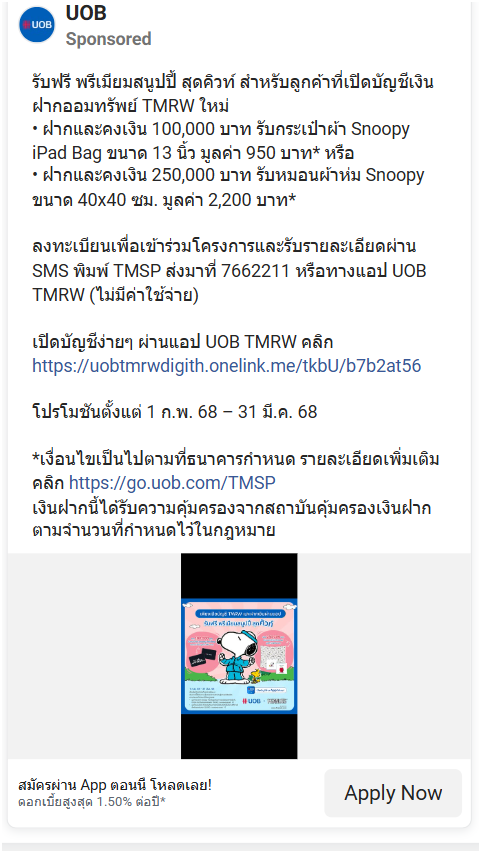 UOB
UOB
Sponsored
รับฟรี พรีเมียมสนูปปี้ สุดคิวท์ สำหรับลูกค้าที่เปิดบัญชีเงิน
ฝากออมทรัพย์ TMRW ใหม่
• ฝากและคงเงิน 100,000 บาท รับกระเป๋าผ้า Snoopy
iPad Bag ขนาด 13 นิ้ว มูลค่า 950 บาท* หรือ
• ฝากและคงเงิน 250,000 บาท รับหมอนผ้าห่ม Snoopy
ขนาด 40x40 ซม. มูลค่า 2,200 บาท*
ลงทะเบียนเพื่อเข้าร่วมโครงการและรับรายละเอียดผ่าน
SMS พิมพ์ TMSP ส่งมาที่ 7662211 หรือทางแอป UOB
TMRW (ไม่มีค่าใช้จ่าย)
เปิดบัญชีง่ายๆ ผ่านแอป UOB TMRW คลิก
https://uobtmrwdigith.onelink.me/tkbU/b7b2at56
โปรโมชันตั้งแต่ 1 ก.พ. 68 – 31 มี.ค. 68
*เงื่อนไขเป็นไปตามที่ธนาคารกำหนด รายละเอียดเพิ่มเติม
คลิก https://go.uob.com/TMSP
เงินฝากนี้ได้รับความคุ้มครองจากสถาบันคุ้มครองเงินฝาก
ตามจำนวนที่กำหนดไว้ในกฎหมาย
รับฟรี พรีเมียมสนูปปี้ สุดคิวท์
UOB
PEANUTS
สมัครผ่าน App ตอนนี้ โหลดเลย!
ดอกเบี้ยสูงสุด 1.50% ต่อปี*
Apply Now